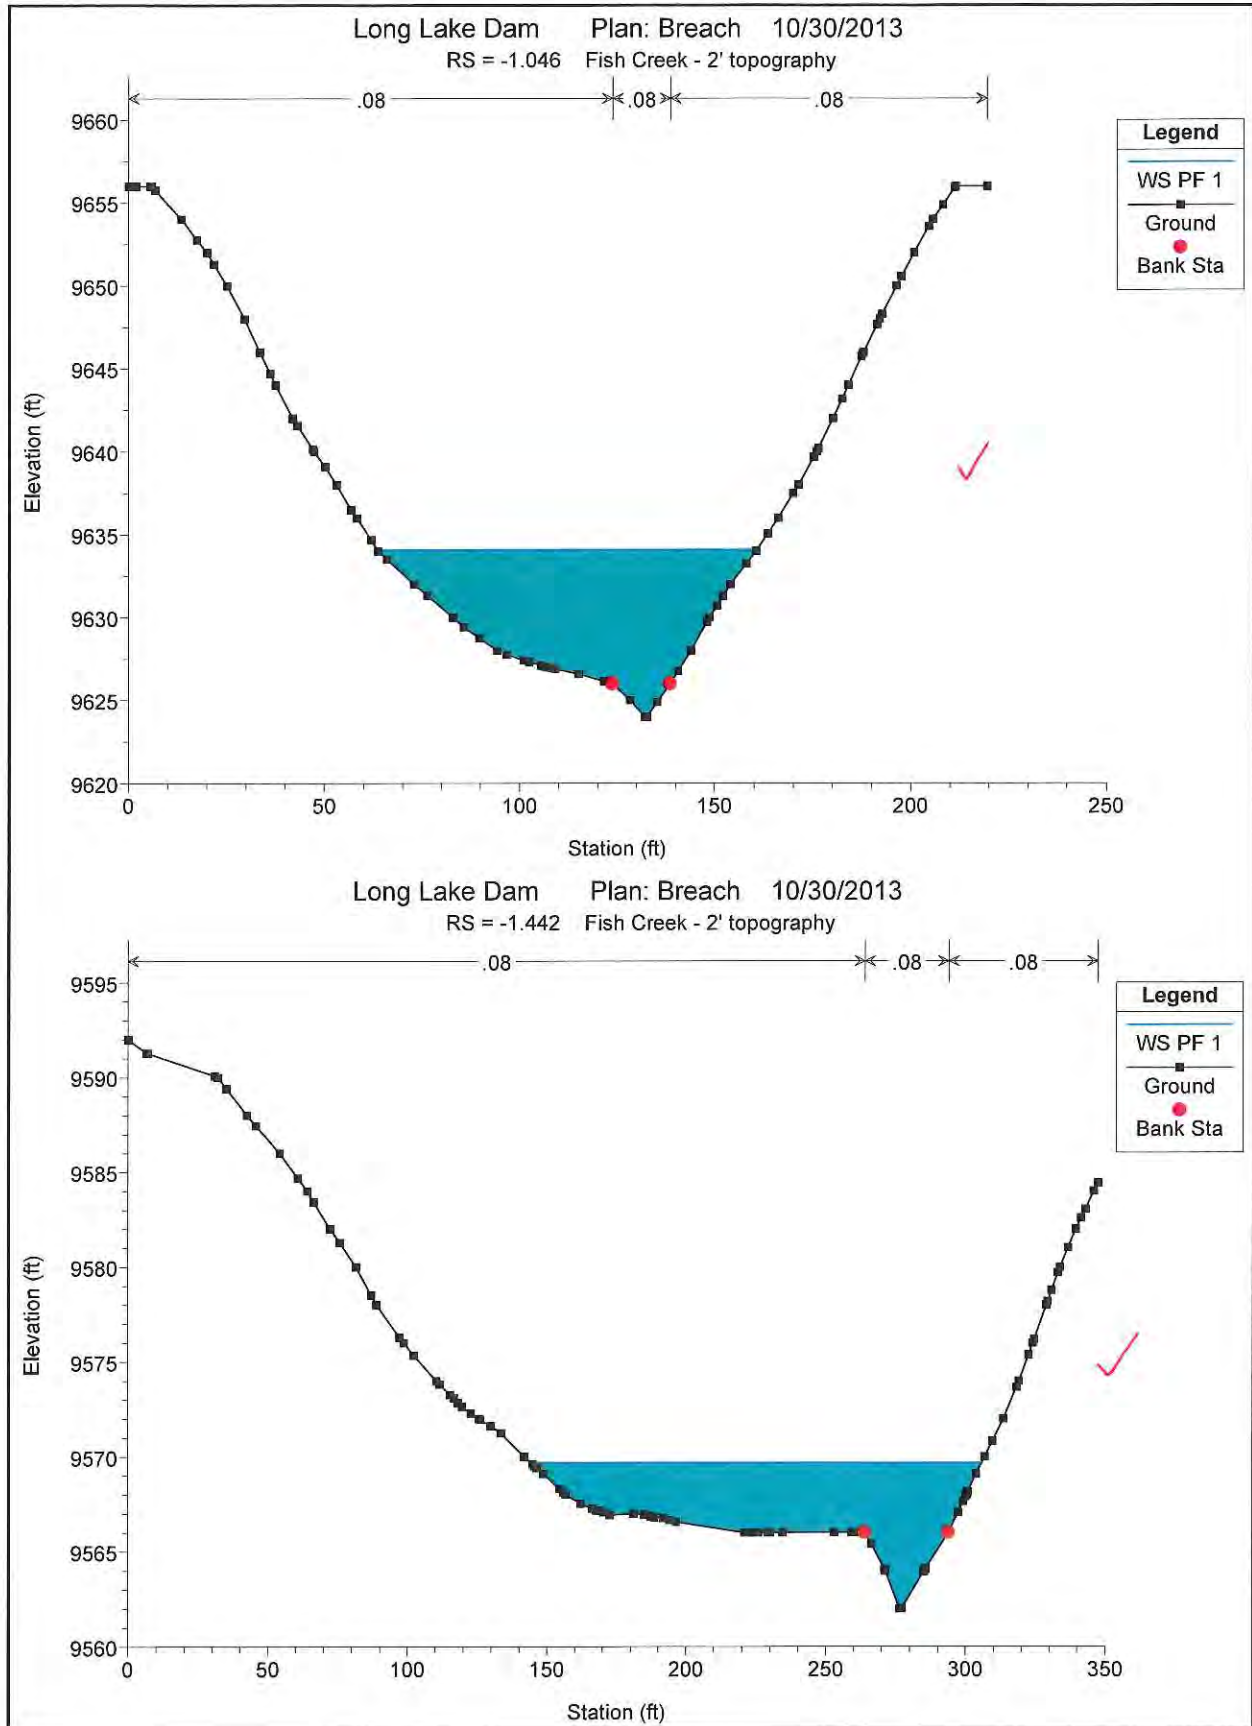 Long Lake Dam Plan: Breach 10/30/2013
RS = -1.046 Fish Creek - 2' topography
.08 .08 .08
9660
9655
9650
9645
9640
9635
9630
9625
9620
Elevation (ft)
0 50 100 150 200 250
Station (ft)
Legend
WS PF 1
Ground
Bank Sta
Long Lake Dam Plan: Breach 10/30/2013
RS = -1.442 Fish Creek - 2' topography
.08 .08 .08
9595
9590
9585
9580
9575
9570
9565
9560
Elevation (ft)
0 50 100 150 200 250 300 350
Station (ft)
Legend
WS PF 1
Ground
Bank Sta